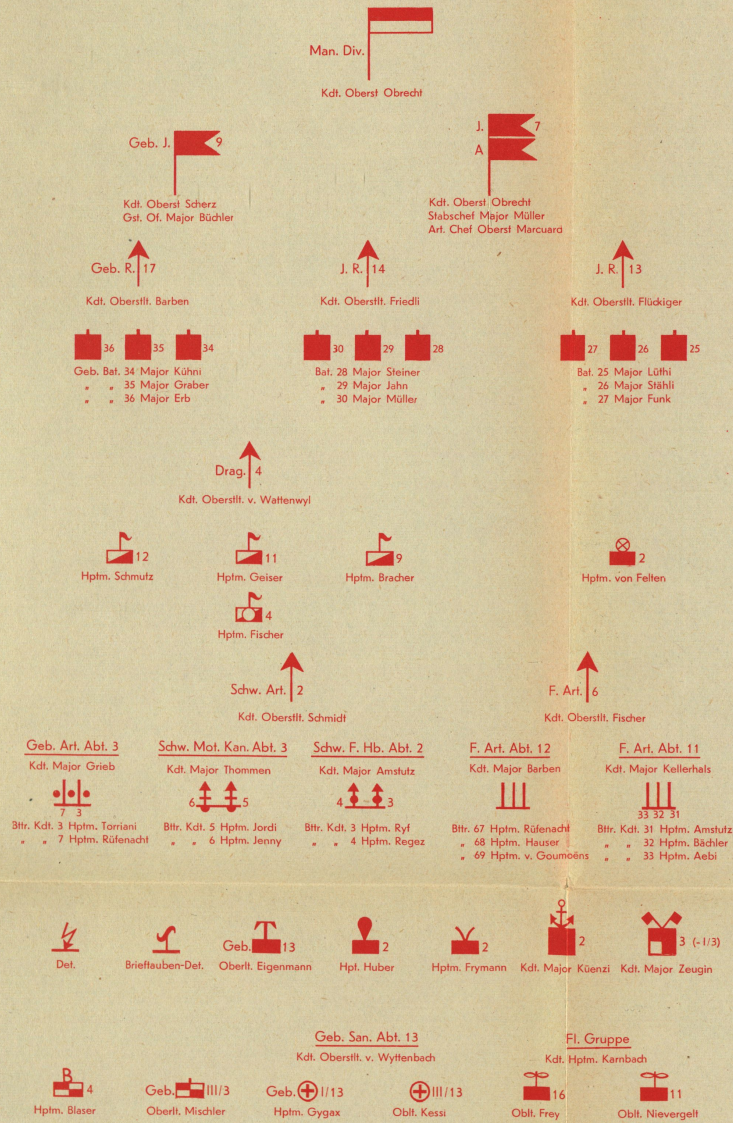 Man. Div.
Kdt. Oberst Obrecht
Geb. J. 9
Kdt. Oberst Scherz
Gst. Of. Major Büchler
J. 7
A
Kdt. Oberst Obrecht
Stabschef Major Müller
Art. Chef Oberst Marcuard
Geb. R. 17
Kdt. Oberstlt. Barben
J. R. 14
Kdt. Oberstlt. Friedli
J. R. 13
Kdt. Oberstlt. Flückiger
36 35 34
Geb. Bat. 34 Major Kühni
„ „ 35 Major Graber
„ „ 36 Major Erb
30 29 28
Bat. 28 Major Steiner
„ 29 Major Jahn
„ 30 Major Müller
27 26 25
Bat. 25 Major Lüthi
„ 26 Major Stähli
„ 27 Major Funk
Drag. 4
Kdt. Oberstlt. v. Wattenwyl
12
Hptm. Schmutz
11
Hptm. Geiser
9
Hptm. Bracher
2
Hptm. von Felten
4
Hptm. Fischer
Schw. Art. 2
Kdt. Oberstlt. Schmidt
F. Art. 6
Kdt. Oberstlt. Fischer
Geb. Art. Abt. 3
Kdt. Major Grieb
7 3
Bttr. Kdt. 3 Hptm. Torriani
„ „ 7 Hptm. Rüfenacht
Schw. Mot. Kan. Abt. 3
Kdt. Major Thommen
6 5
Bttr. Kdt. 5 Hptm. Jordi
„ „ 6 Hptm. Jenny
Schw. F. Hb. Abt. 2
Kdt. Major Amstutz
4 3
Bttr. Kdt. 3 Hptm. Ryf
„ „ 4 Hptm. Regez
F. Art. Abt. 12
Kdt. Major Barben
Bttr. 67 Hptm. Rüfenacht
„ 68 Hptm. Hauser
„ 69 Hptm. v. Goumoëns
F. Art. Abt. 11
Kdt. Major Kellerhals
33 32 31
Bttr. Kdt. 31 Hptm. Amstutz
„ „ 32 Hptm. Bächler
„ „ 33 Hptm. Aebi
Det.
Brieftauben-Det.
Geb. 13
Oberlt. Eigenmann
2
Hpt. Huber
2
Hptm. Frymann
2
Kdt. Major Küenzi
3 (-1/3)
Kdt. Major Zeugin
Geb. San. Abt. 13
Kdt. Oberstlt. v. Wyttenbach
Fl. Gruppe
Kdt. Hptm. Karnbach
B 4
Hptm. Blaser
Geb. III/3
Oberlt. Mischler
Geb. I/13
Hptm. Gygax
III/13
Oblt. Kessi
16
Oblt. Frey
11
Oblt. Nievergelt